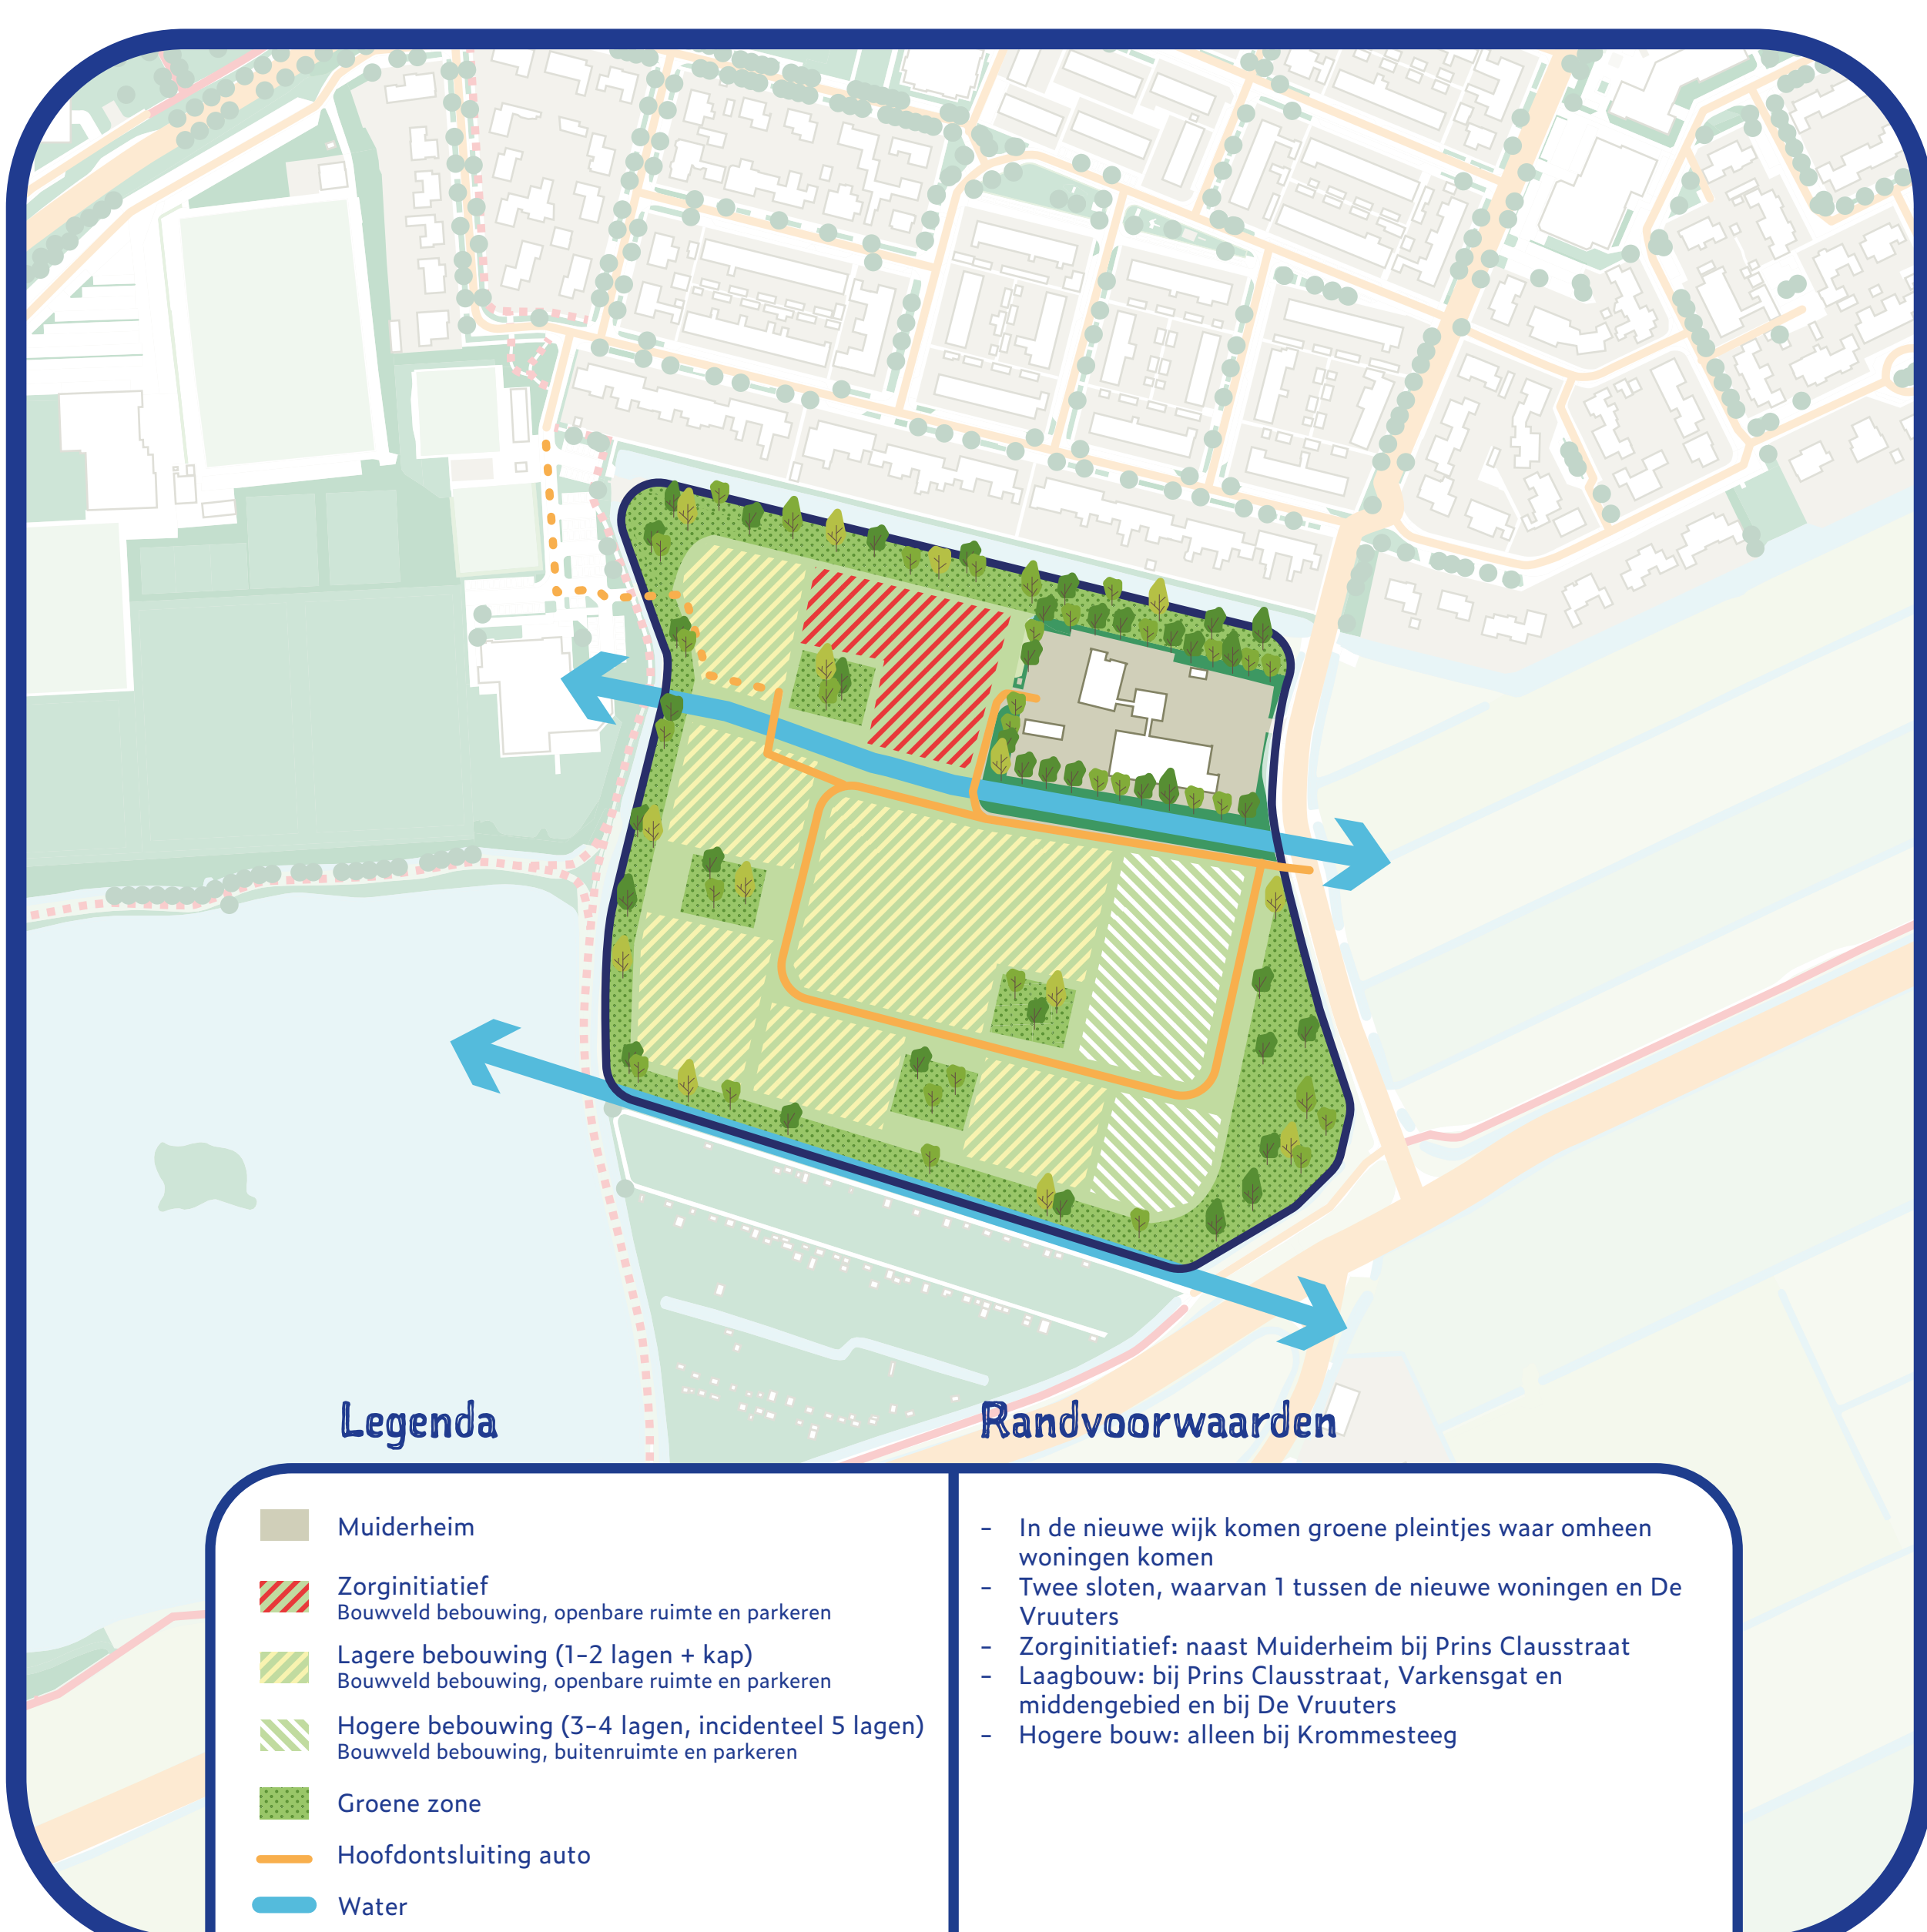 Legenda
Muiderheim
Zorginitiatief
Bouwveld bebouwing, openbare ruimte en parkeren
Lagere bebouwing (1-2 lagen + kap)
Bouwveld bebouwing, openbare ruimte en parkeren
Hogere bebouwing (3-4 lagen, incidenteel 5 lagen)
Bouwveld bebouwing, buitenruimte en parkeren
Groene zone
Hoofdontsluiting auto
Water
Randvoorwaarden
- In de nieuwe wijk komen groene pleintjes waar omheen
woningen komen
- Twee sloten, waarvan 1 tussen de nieuwe woningen en De
Vruuters
- Zorginitiatief: naast Muiderheim bij Prins Clausstraat
- Laagbouw: bij Prins Clausstraat, Varkensgat en
middengebied en bij De Vruuters
- Hogere bouw: alleen bij Krommesteeg